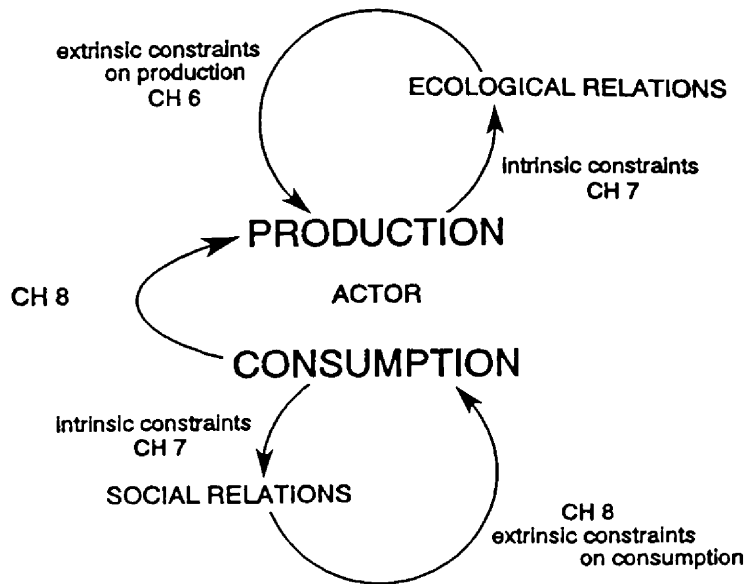 extrinsic constraints
on production
CH 6
ECOLOGICAL RELATIONS
intrinsic constraints
CH 7
PRODUCTION
CH 8
ACTOR
CONSUMPTION
intrinsic constraints
CH 7
SOCIAL RELATIONS
CH 8
extrinsic constraints
on consumption